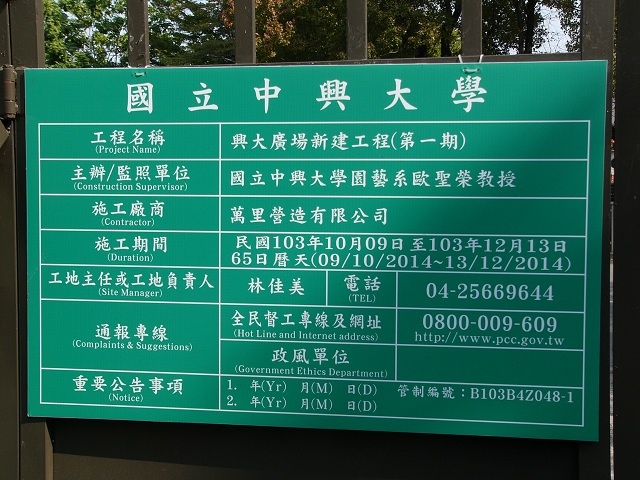 國立中興大學
工程名稱
(Project Name)
興大廣場新建工程(第一期)
主辦/監照單位
(Construction Supervisor)
國立中興大學園藝系歐聖榮教授
施工廠商
(Contractor)
萬里營造有限公司
施工期間
(Duration)
民國103年10月09日至103年12月13日
65日曆天(09/10/2014~13/12/2014)
工地主任或工地負責人
(Site Manager)
林佳美
電話
(TEL)
04-25669644
通報專線
(Complaints & Suggestions)
全民督工專線及網址
(Hot Line and Internet address)
0800-009-609
http://www.pcc.gov.tw
政風單位
(Government Ethics Department)
重要公告事項
(Notice)
1. 年(Yr) 月(M) 日(D)
2. 年(Yr) 月(M) 日(D)
管制編號：B103B4Z048-1